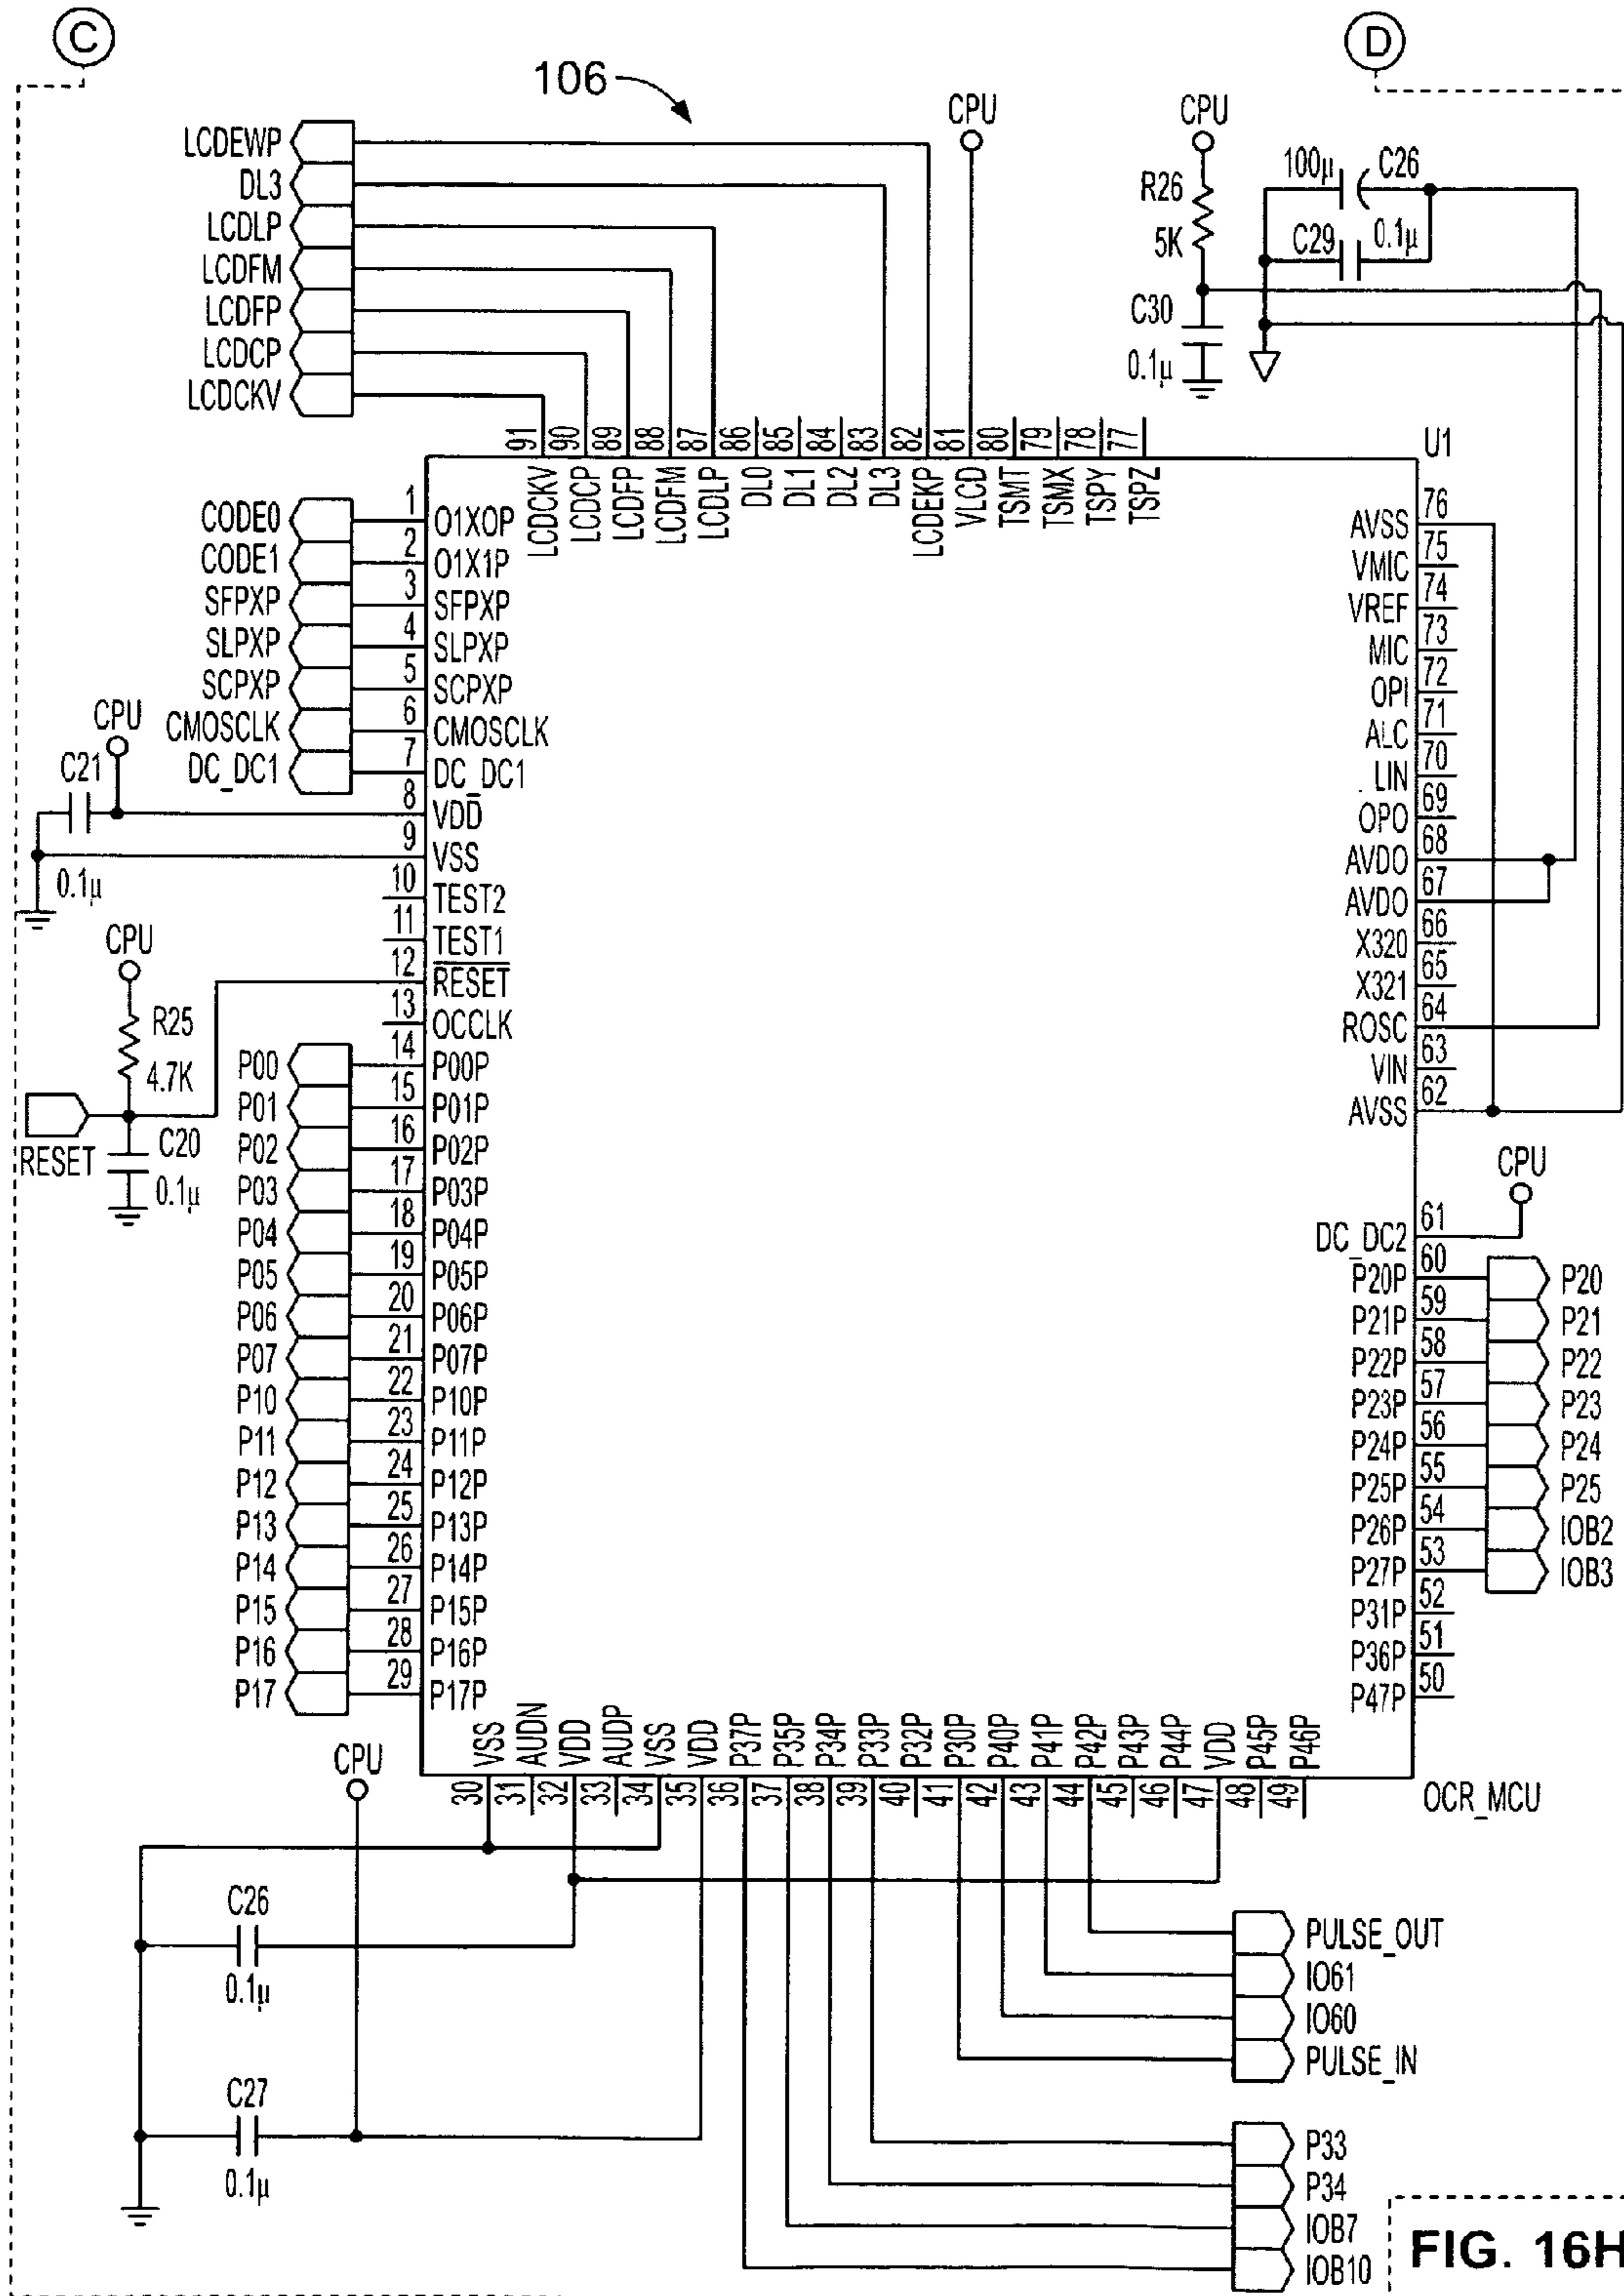 C
D
106
CPU
CPU
LCDEWP
DL3
LCDLP
LCDFM
LCDFP
LCDCP
LCDCKV
R26
5K
100µ
C26
C29
0.1µ
C30
0.1µ
91
90
89
88
87
86
85
84
83
82
81
80
79
78
77
U1
LCDCKV
LCDCP
LCDFP
LCDFM
LCDLP
DL0
DL1
DL2
DL3
LCDEKP
VLCD
TSMT
TSMX
TSPY
TSPZ
CODE0 1 O1X0P
CODE1 2 O1X1P
SFPXP 3 SFPXP
SLPXP 4 SLPXP
SCPXP 5 SCPXP
CMOSCLK 6 CMOSCLK
DC_DC1 7 DC_DC1
CPU
C21
0.1µ
8 VDD
9 VSS
10 TEST2
11 TEST1
12 RESET
13 OCCLK
CPU
R25
4.7K
RESET
C20
0.1µ
P00 14 P00P
P01 15 P01P
P02 16 P02P
P03 17 P03P
P04 18 P04P
P05 19 P05P
P06 20 P06P
P07 21 P07P
P10 22 P10P
P11 23 P11P
P12 24 P12P
P13 25 P13P
P14 26 P14P
P15 27 P15P
P16 28 P16P
P17 29 P17P
AVSS 76
VMIC 75
VREF 74
MIC 73
OPI 72
ALC 71
LIN 70
OPO 69
AVDO 68
AVDO 67
X320 66
X321 65
ROSC 64
VIN 63
AVSS 62
CPU
DC_DC2 61
P20P 60 P20
P21P 59 P21
P22P 58 P22
P23P 57 P23
P24P 56 P24
P25P 55 P25
P26P 54 IOB2
P27P 53 IOB3
P31P 52
P36P 51
P47P 50
VSS
AUDN
VDD
AUDP
VSS
VDD
P37P
P35P
P34P
P33P
P32P
P30P
P40P
P41P
P42P
P43P
P44P
VDD
P45P
P46P
30
31
32
33
34
35
36
37
38
39
40
41
42
43
44
45
46
47
48
49
OCR_MCU
CPU
C26
0.1µ
C27
0.1µ
PULSE_OUT
IO61
IO60
PULSE_IN
P33
P34
IOB7
IOB10
FIG. 16H